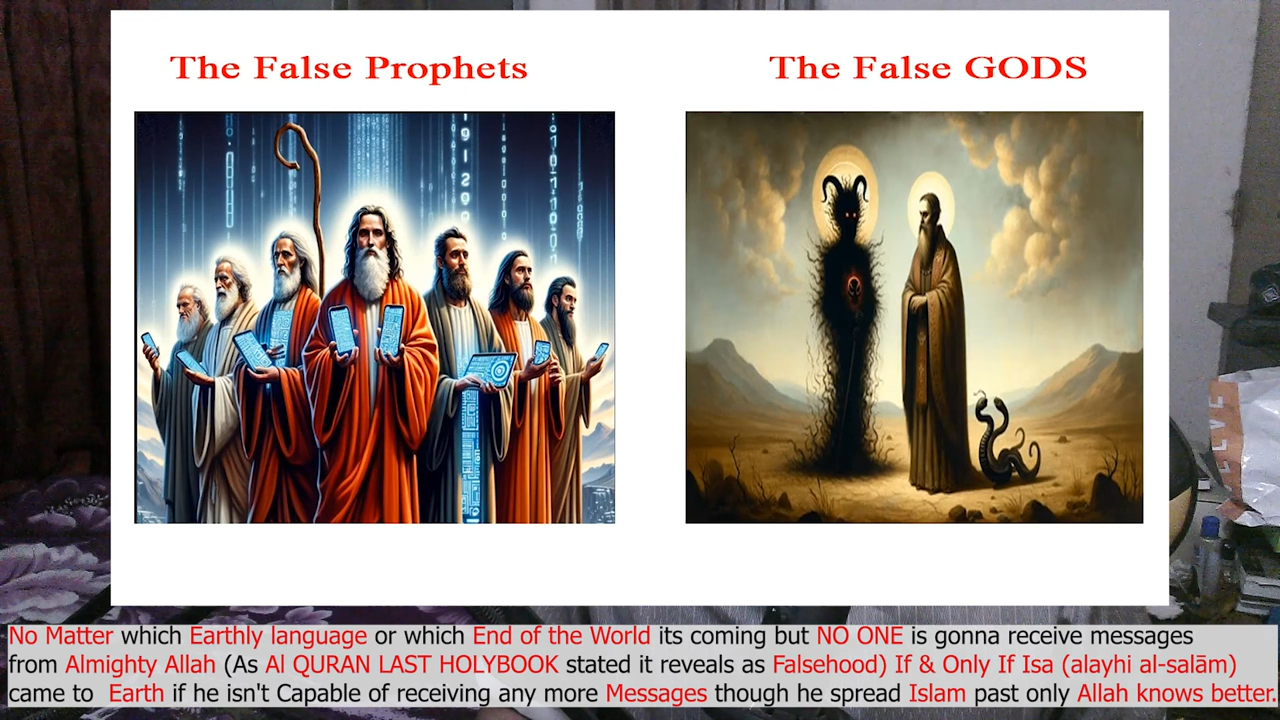 The False Prophets
The False GODS
No Matter which Earthly language or which End of the World its coming but NO ONE is gonna receive messages
from Almighty Allah (As Al QURAN LAST HOLYBOOK stated it reveals as Falsehood) If & Only If Isa (alayhi al-salām)
came to Earth if he isn't Capable of receiving any more Messages though he spread Islam past only Allah knows better.